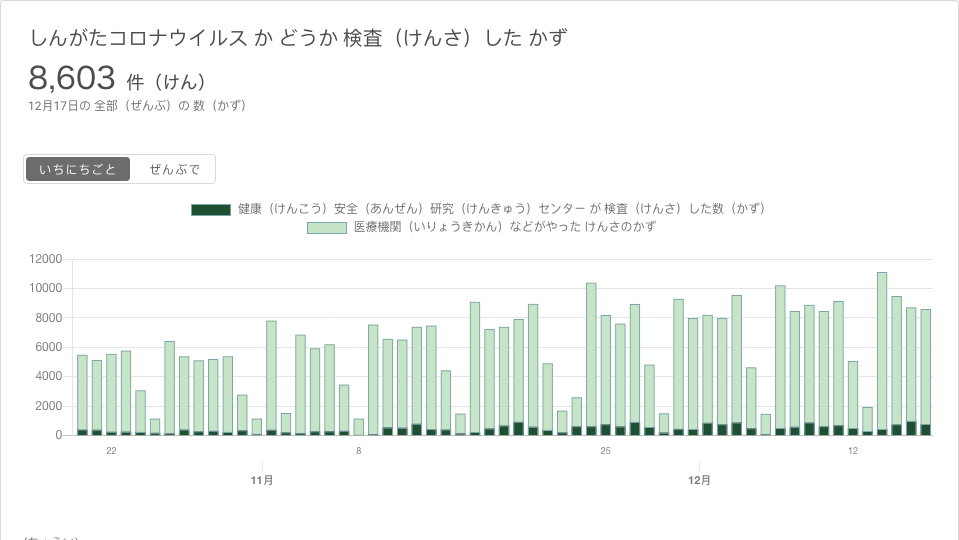 しんがたコロナウイルス か どうか 検査（けんさ）した かず
8,603 件（けん）
12月17日の 全部（ぜんぶ）の 数（かず）
いちにちごと ぜんぶで
健康（けんこう）安全（あんぜん）研究（けんきゅう）センター が 検査（けんさ）した数（かず）
医療機関（いりょうきかん）などがやった けんさのかず
12000
10000
8000
6000
4000
2000
0
22 8 25 12
11月 12月